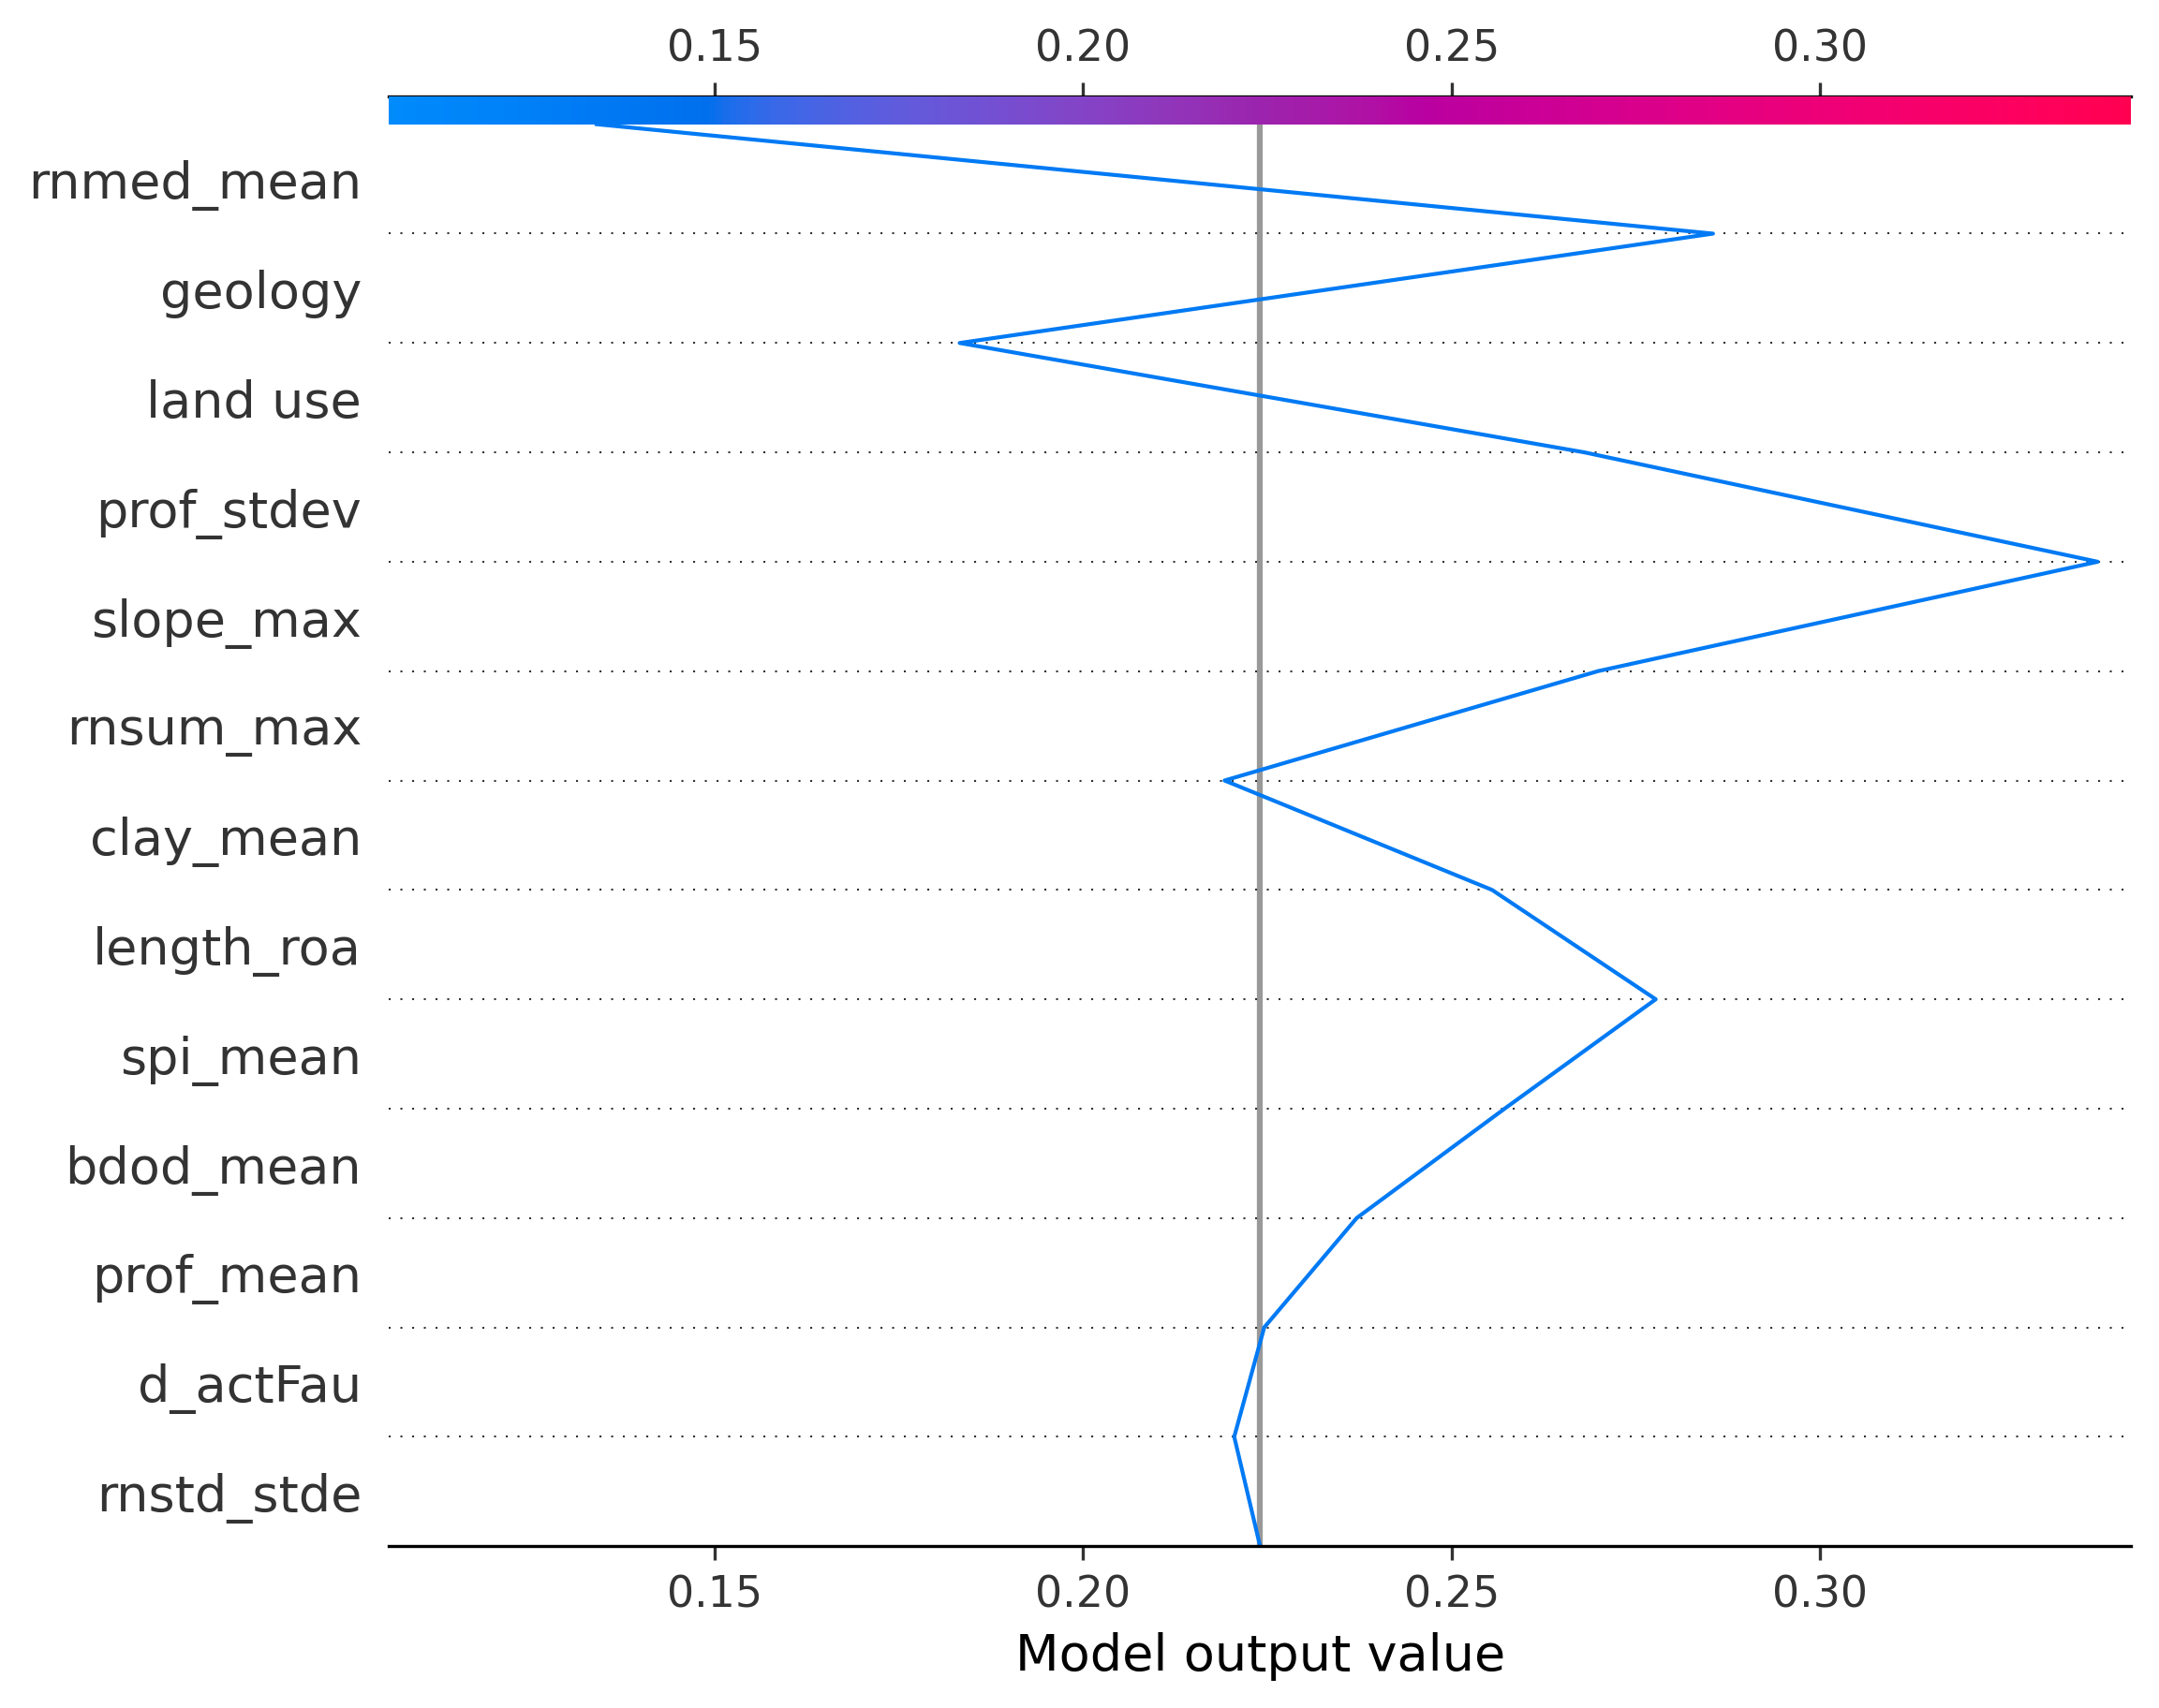 0.15 0.20 0.25 0.30
rnmed_mean
geology
land use
prof_stdev
slope_max
rnsum_max
clay_mean
length_roa
spi_mean
bdod_mean
prof_mean
d_actFau
rnstd_stde
0.15 0.20 0.25 0.30
Model output value